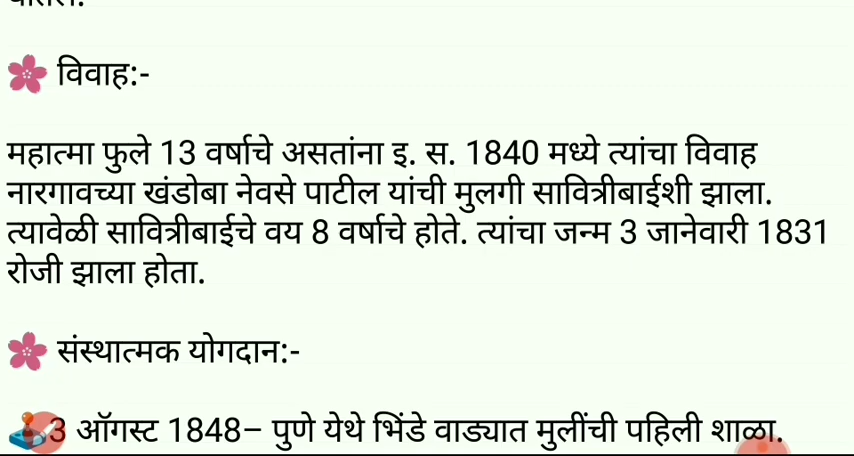 विवाह:-
महात्मा फुले 13 वर्षाचे असतांना इ. स. 1840 मध्ये त्यांचा विवाह
नारगावच्या खंडोबा नेवसे पाटील यांची मुलगी सावित्रीबाईशी झाला.
त्यावेळी सावित्रीबाईचे वय 8 वर्षाचे होते. त्यांचा जन्म 3 जानेवारी 1831
रोजी झाला होता.
संस्थात्मक योगदान:-
3 ऑगस्ट 1848– पुणे येथे भिंडे वाड्यात मुलींची पहिली शाळा.